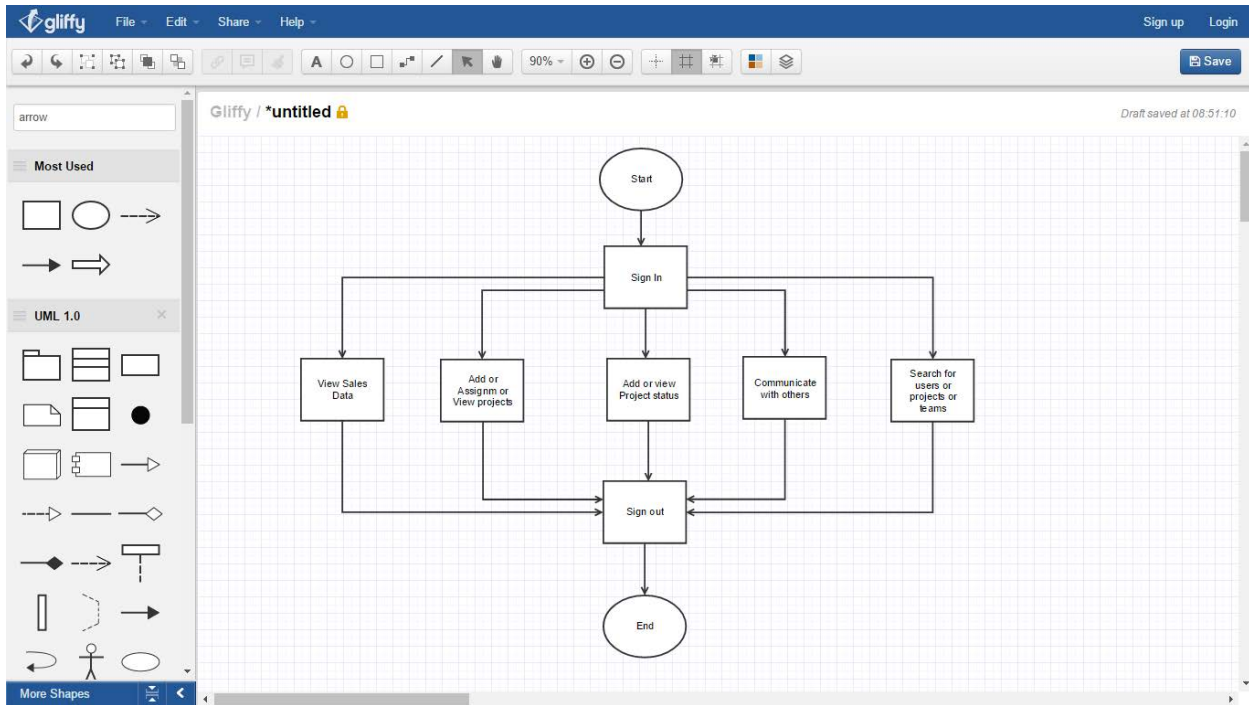 gliffy File Edit Share Help Sign up Login
A 90% Save
arrow
Gliffy / *untitled Draft saved at 08:51:10
Most Used
UML 1.0
More Shapes
Start
Sign In
View Sales
Data
Add or
Assignm or
View projects
Add or view
Project status
Communicate
with others
Search for
users or
projects or
teams
Sign out
End